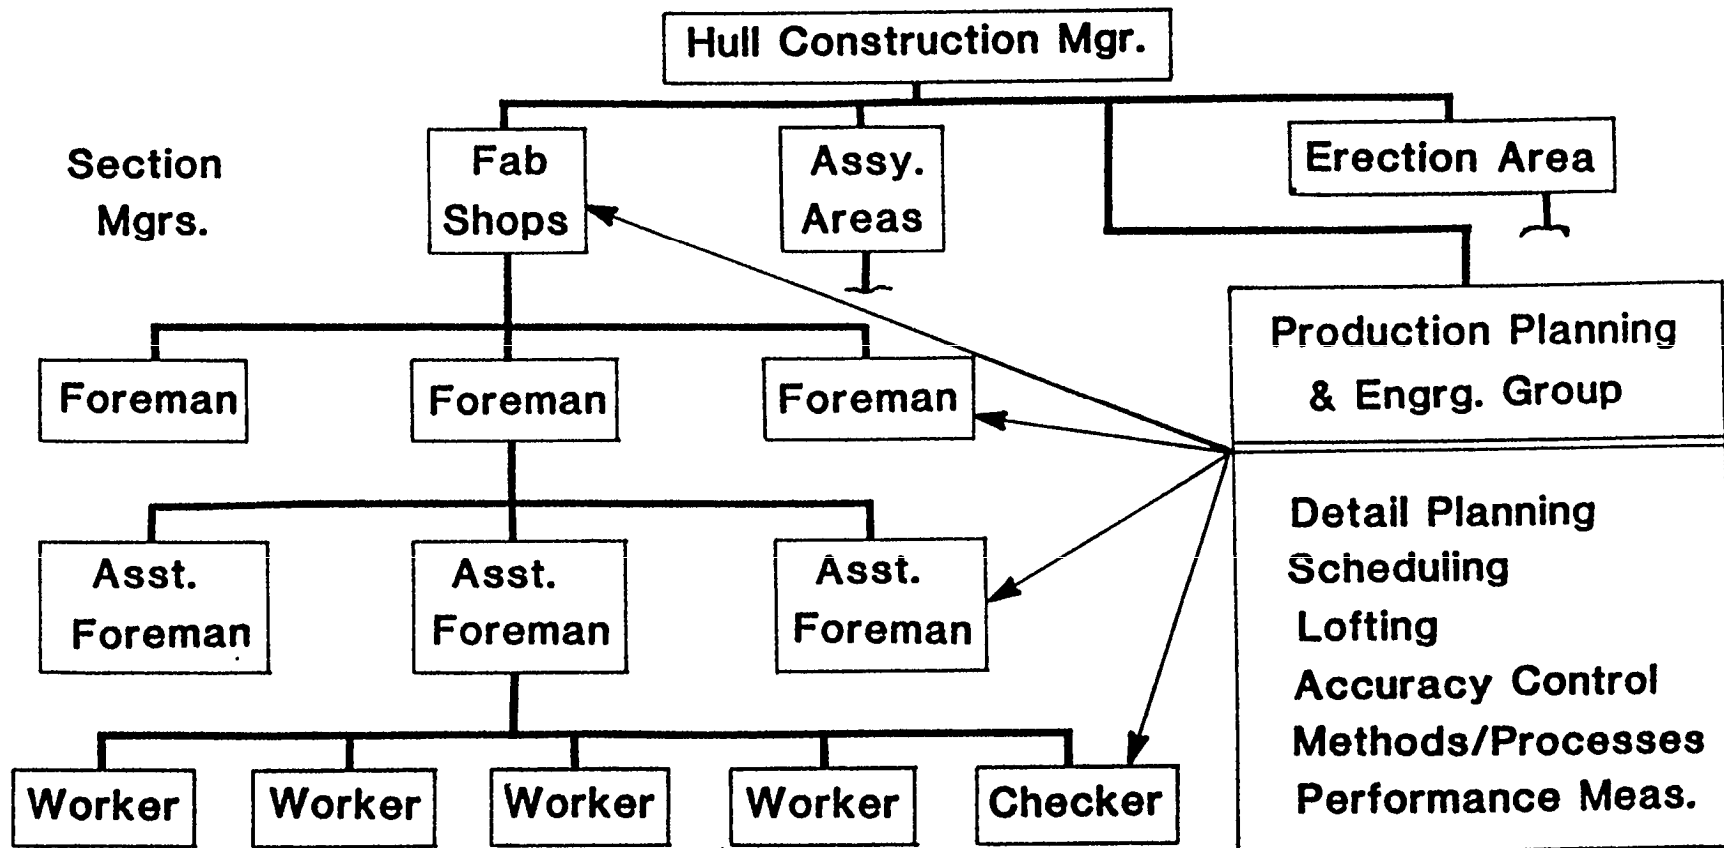 Hull Construction Mgr.
Section
Mgrs.
Fab
Shops
Assy.
Areas
Erection Area
Production Planning
& Engrg. Group
Foreman
Foreman
Foreman
Detail Planning
Scheduling
Lofting
Accuracy Control
Methods/Processes
Performance Meas.
Asst.
Foreman
Asst.
Foreman
Asst.
Foreman
Worker
Worker
Worker
Worker
Checker